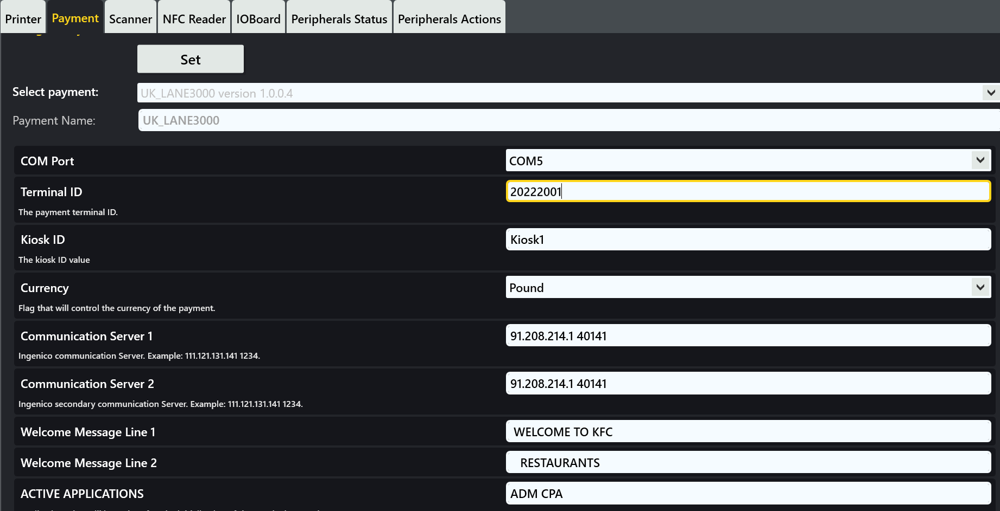 Printer Payment Scanner NFC Reader IOBoard Peripherals Status Peripherals Actions
Set
Select payment: UK_LANE3000 version 1.0.0.4
Payment Name: UK_LANE3000
COM Port COM5
Terminal ID 20222001
The payment terminal ID.
Kiosk ID Kiosk1
The kiosk ID value
Currency Pound
Flag that will control the currency of the payment.
Communication Server 1 91.208.214.1 40141
Ingenico communication Server. Example: 111.121.131.141 1234.
Communication Server 2 91.208.214.1 40141
Ingenico secondary communication Server. Example: 111.121.131.141 1234.
Welcome Message Line 1 WELCOME TO KFC
Welcome Message Line 2 RESTAURANTS
ACTIVE APPLICATIONS ADM CPA